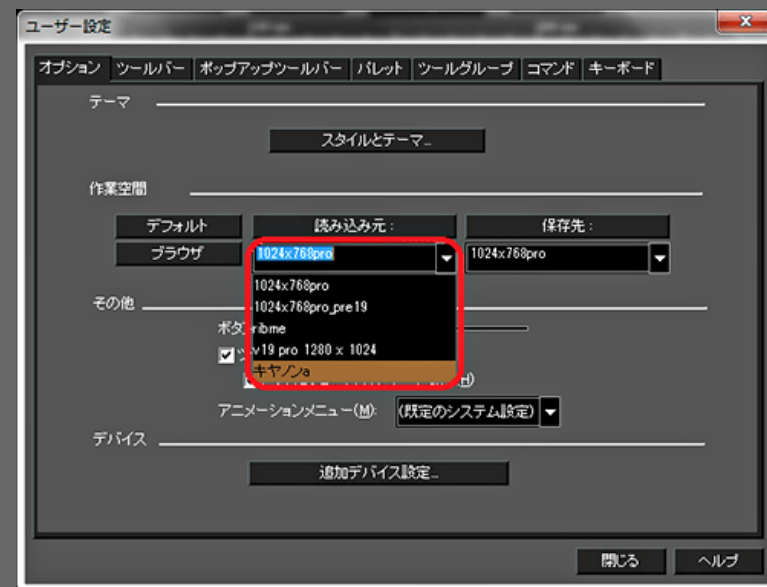 ユーザー設定
オプション ツールバー ポップアップツールバー パレット ツールグループ コマンド キーボード
テーマ
スタイルとテーマ...
作業空間
デフォルト 読み込み元: 保存先:
ブラウザ 1024x768pro 1024x768pro
1024x768pro
1024x768pro_pre19
その他
ribme
v19 pro 1280 x 1024
キヤノンa
アニメーションメニュー(M): (既定のシステム設定)
デバイス
追加デバイス設定...
閉じる ヘルプ